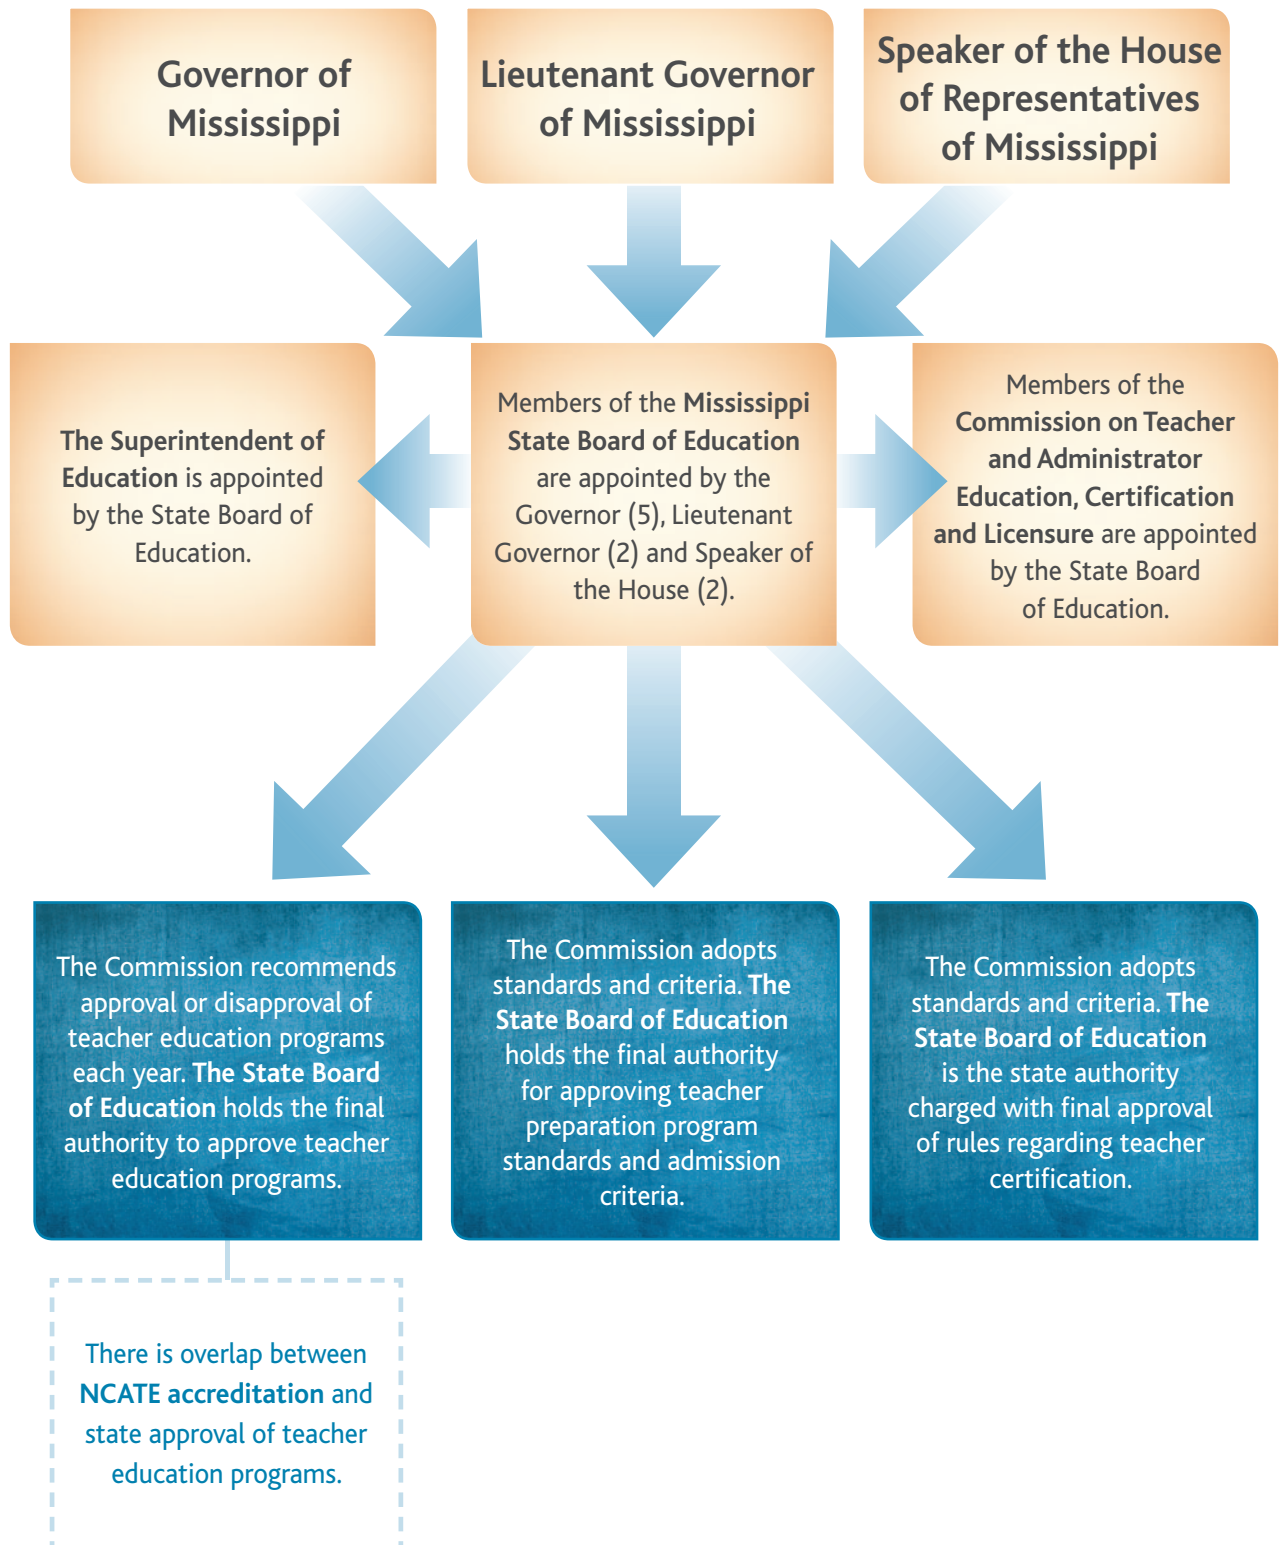 Governor of
Mississippi
Lieutenant Governor
of Mississippi
Speaker of the House
of Representatives
of Mississippi
The Superintendent of
Education is appointed
by the State Board of
Education.
Members of the Mississippi
State Board of Education
are appointed by the
Governor (5), Lieutenant
Governor (2) and Speaker of
the House (2).
Members of the
Commission on Teacher
and Administrator
Education, Certification
and Licensure are appointed
by the State Board
of Education.
The Commission recommends
approval or disapproval of
teacher education programs
each year. The State Board
of Education holds the final
authority to approve teacher
education programs.
The Commission adopts
standards and criteria. The
State Board of Education
holds the final authority
for approving teacher
preparation program
standards and admission
criteria.
The Commission adopts
standards and criteria. The
State Board of Education
is the state authority
charged with final approval
of rules regarding teacher
certification.
There is overlap between
NCATE accreditation and
state approval of teacher
education programs.